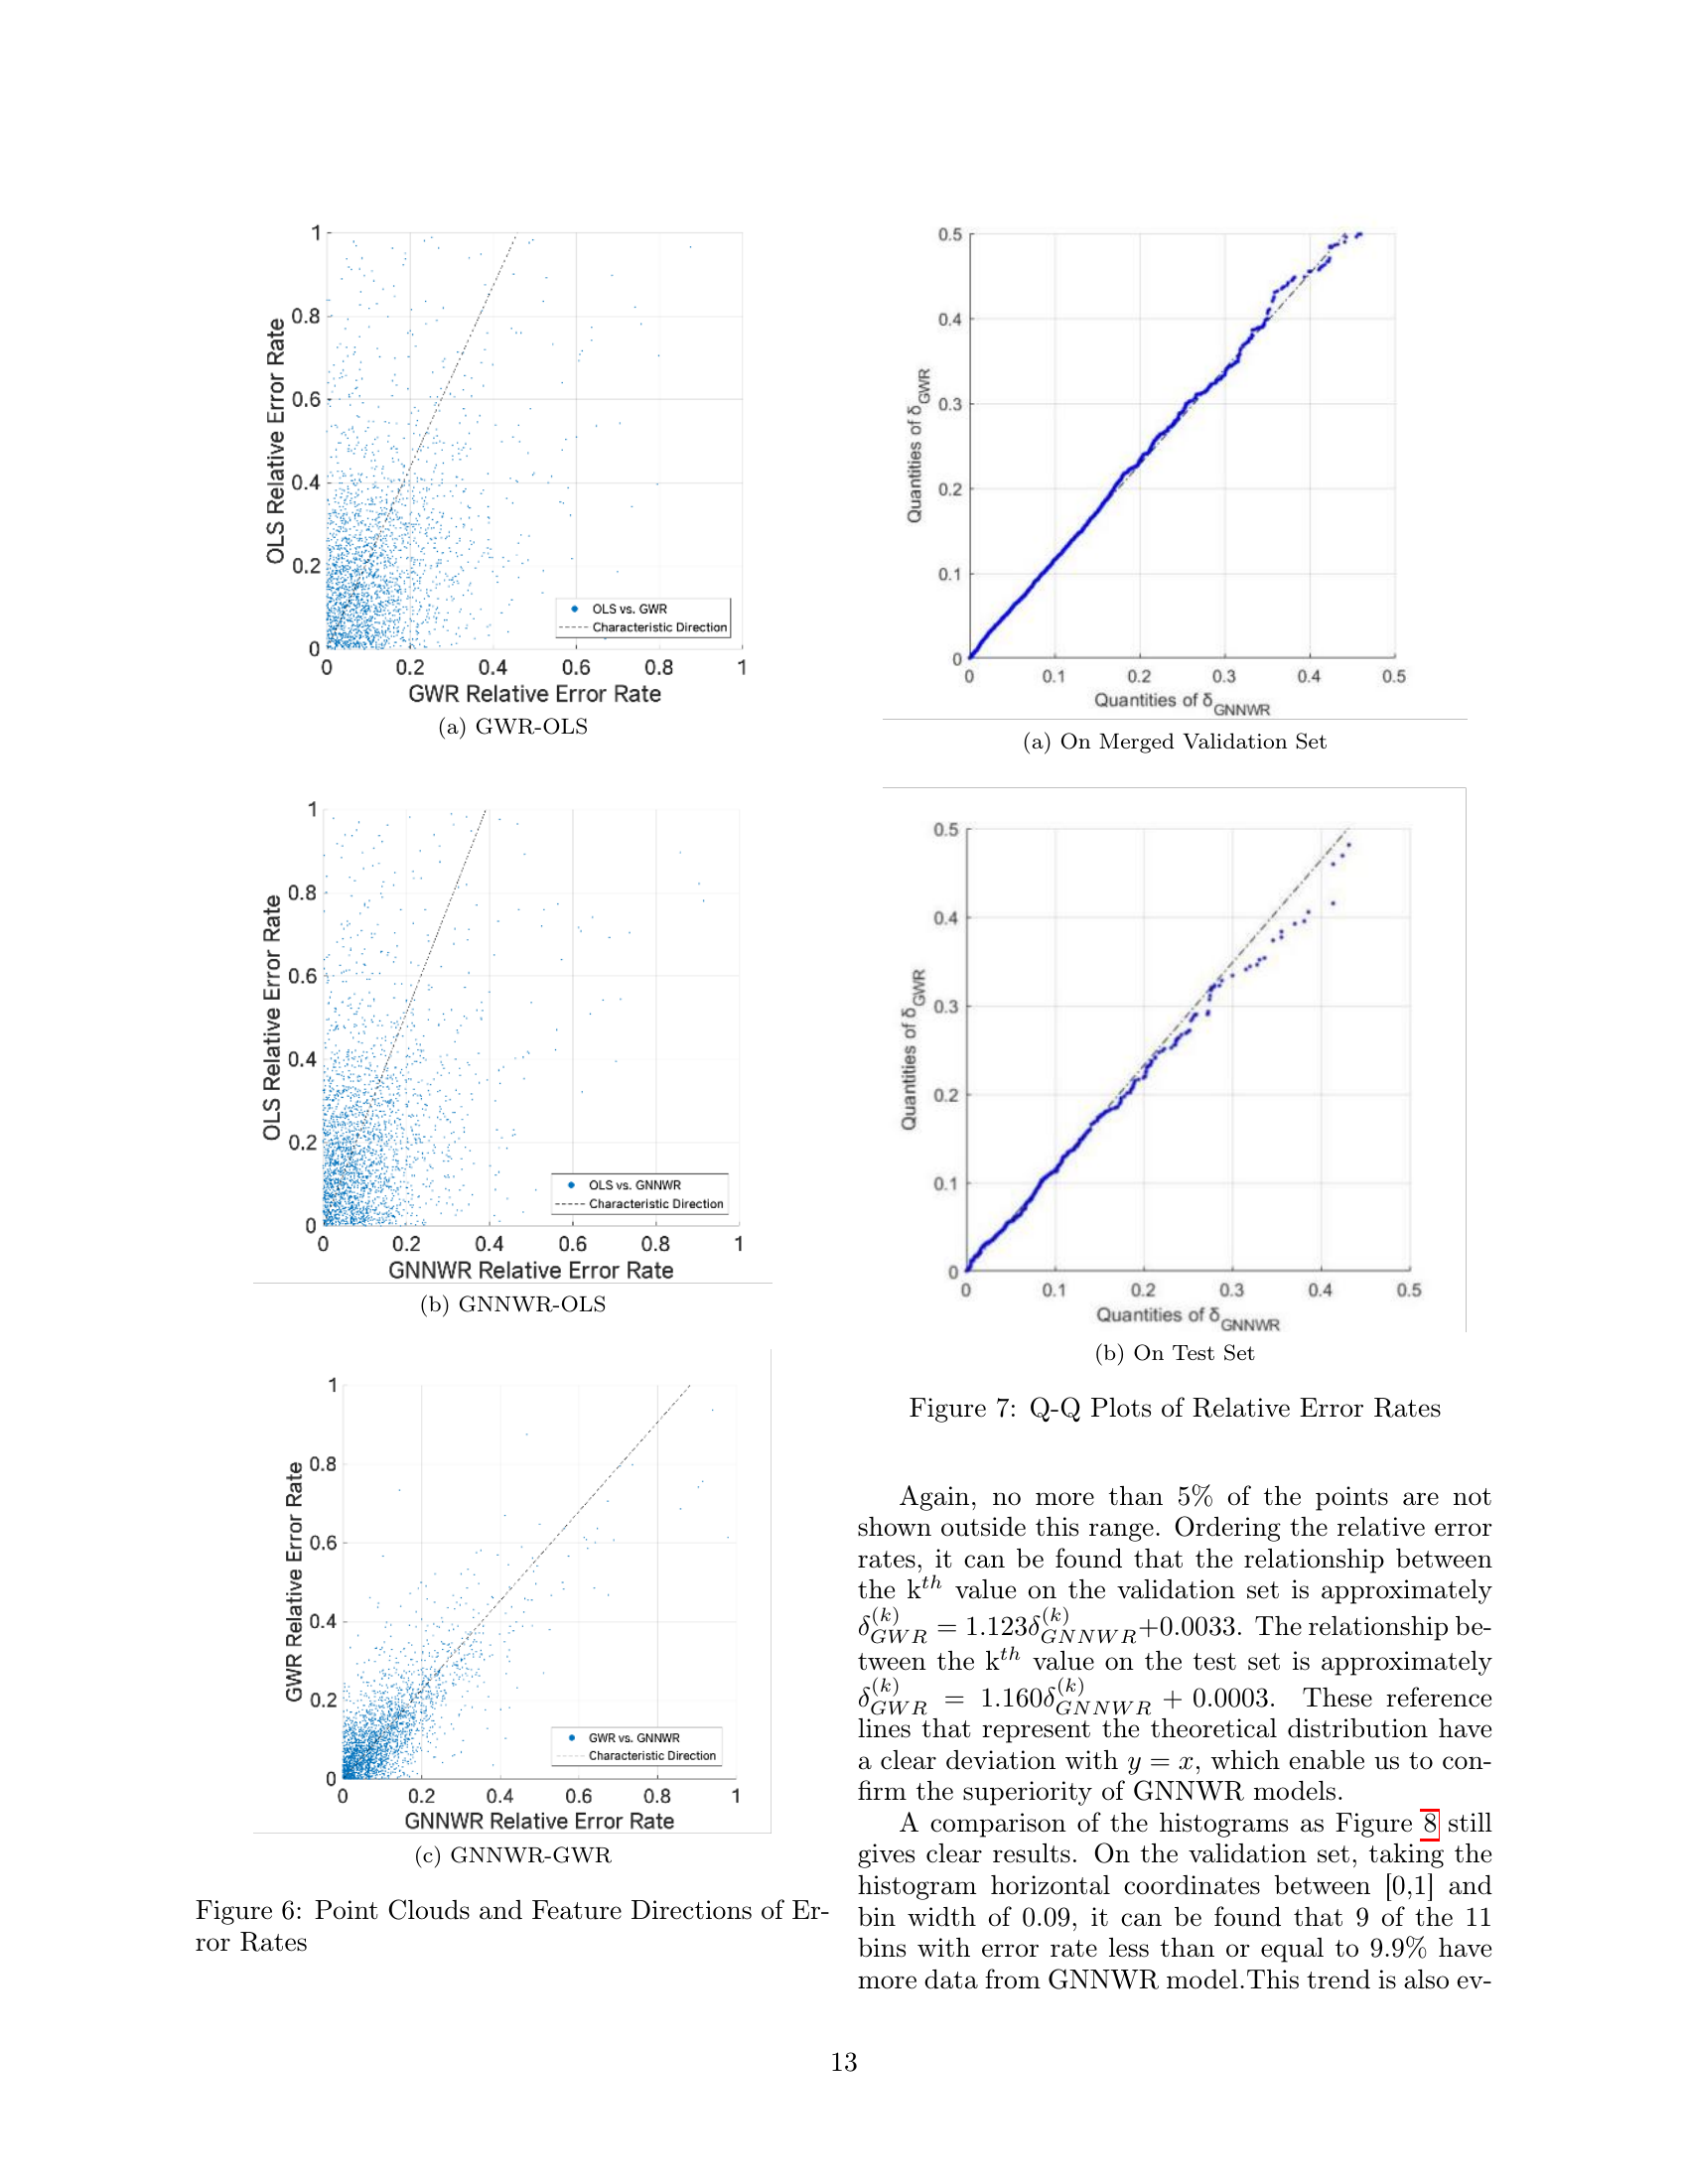 1
0.8
0.6
0.4
0.2
0
OLS Relative Error Rate
OLS vs. GWR
Characteristic Direction
0 0.2 0.4 0.6 0.8 1
GWR Relative Error Rate
(a) GWR-OLS
1
0.8
0.6
0.4
0.2
0
OLS Relative Error Rate
OLS vs. GNNWR
Characteristic Direction
0 0.2 0.4 0.6 0.8 1
GNNWR Relative Error Rate
(b) GNNWR-OLS
1
0.8
0.6
0.4
0.2
0
GWR Relative Error Rate
GWR vs. GNNWR
Characteristic Direction
0 0.2 0.4 0.6 0.8 1
GNNWR Relative Error Rate
(c) GNNWR-GWR
Figure 6: Point Clouds and Feature Directions of Er-
ror Rates
0.5
0.4
0.3
0.2
0.1
0
Quantities of δ_GWR
0 0.1 0.2 0.3 0.4 0.5
Quantities of δ_GNNWR
(a) On Merged Validation Set
0.5
0.4
0.3
0.2
0.1
0
Quantities of δ_GWR
0 0.1 0.2 0.3 0.4 0.5
Quantities of δ_GNNWR
(b) On Test Set
Figure 7: Q-Q Plots of Relative Error Rates
Again, no more than 5% of the points are not
shown outside this range. Ordering the relative error
rates, it can be found that the relationship between
the k^th value on the validation set is approximately
δ_GWR^(k) = 1.123δ_GNNWR^(k)+0.0033. The relationship be-
tween the k^th value on the test set is approximately
δ_GWR^(k) = 1.160δ_GNNWR^(k) + 0.0003. These reference
lines that represent the theoretical distribution have
a clear deviation with y = x, which enable us to con-
firm the superiority of GNNWR models.
A comparison of the histograms as Figure 8 still
gives clear results. On the validation set, taking the
histogram horizontal coordinates between [0,1] and
bin width of 0.09, it can be found that 9 of the 11
bins with error rate less than or equal to 9.9% have
more data from GNNWR model.This trend is also ev-
13